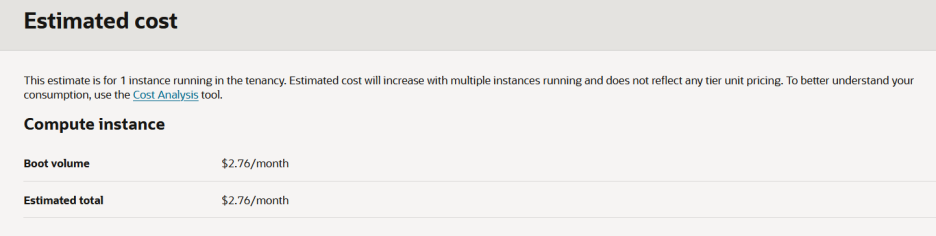 Estimated cost
This estimate is for 1 instance running in the tenancy. Estimated cost will increase with multiple instances running and does not reflect any tier unit pricing. To better understand your
consumption, use the Cost Analysis tool.
Compute instance
Boot volume $2.76/month
Estimated total $2.76/month